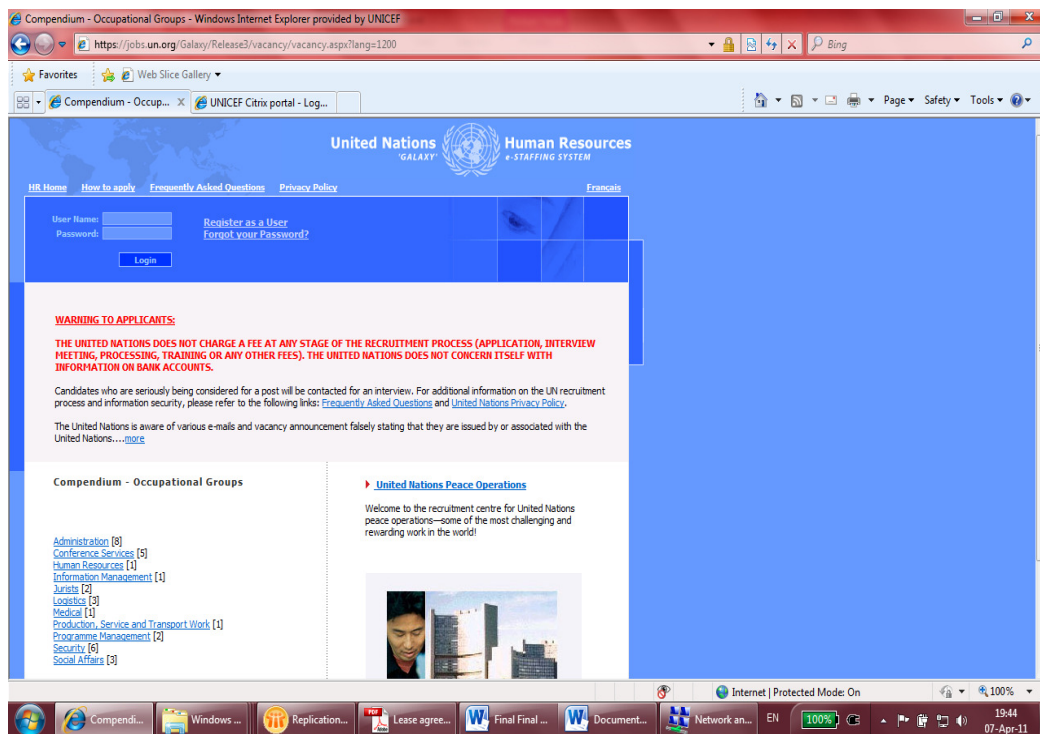 Compendium - Occupational Groups - Windows Internet Explorer provided by UNICEF
https://jobs.un.org/Galaxy/Release3/vacancy/vacancy.aspx?lang=1200
Bing
Favorites Web Slice Gallery
Compendium - Occup... X UNICEF Citrix portal - Log...
Page Safety Tools
United Nations Human Resources
'GALAXY' e-STAFFING SYSTEM
HR Home How to apply Frequently Asked Questions Privacy Policy Français
User Name: Register as a User
Password: Forgot your Password?
Login
WARNING TO APPLICANTS:
THE UNITED NATIONS DOES NOT CHARGE A FEE AT ANY STAGE OF THE RECRUITMENT PROCESS (APPLICATION, INTERVIEW
MEETING, PROCESSING, TRAINING OR ANY OTHER FEES). THE UNITED NATIONS DOES NOT CONCERN ITSELF WITH
INFORMATION ON BANK ACCOUNTS.
Candidates who are seriously being considered for a post will be contacted for an interview. For additional information on the UN recruitment
process and information security, please refer to the following links: Frequently Asked Questions and United Nations Privacy Policy.
The United Nations is aware of various e-mails and vacancy announcement falsely stating that they are issued by or associated with the
United Nations....more
Compendium - Occupational Groups
Administration [8]
Conference Services [5]
Human Resources [1]
Information Management [1]
Jurists [2]
Logistics [3]
Medical [1]
Production, Service and Transport Work [1]
Programme Management [2]
Security [6]
Social Affairs [3]
United Nations Peace Operations
Welcome to the recruitment centre for United Nations
peace operations—some of the most challenging and
rewarding work in the world!
Internet | Protected Mode: On 100%
Compendi... Windows ... Replication... Lease agree... Final Final ... Document... Network an... EN 100% 19:44
07-Apr-11